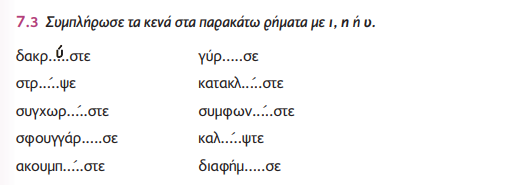 7.3 Συμπλήρωσε τα κενά στα παρακάτω ρήματα με ι, η ή υ.
δακρ..ύ..στε γύρ.....σε
στρ..΄..ψε κατακλ..΄..στε
συγχωρ..΄..στε συμφων..΄..στε
σφουγγάρ.....σε καλ..΄..ψτε
ακουμπ..΄..στε διαφήμ.....σε